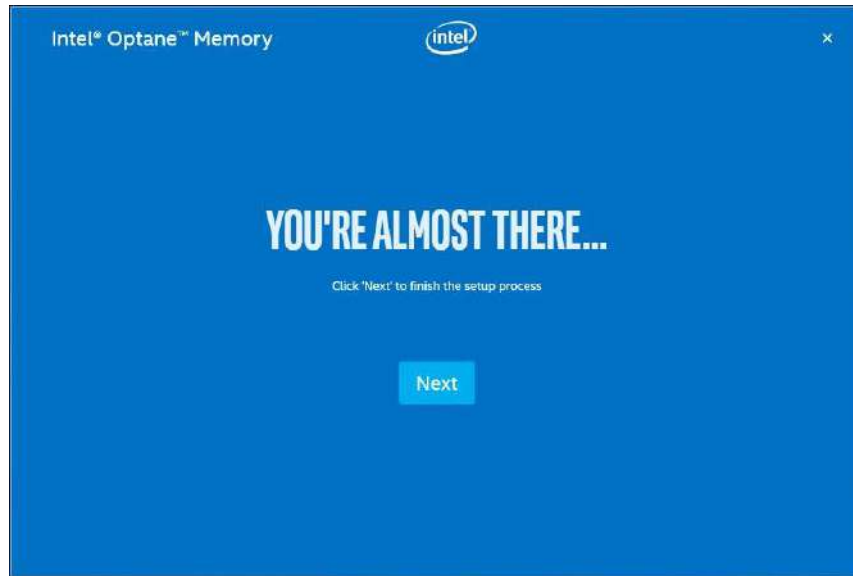 Intel® Optane™ Memory
intel
×
YOU'RE ALMOST THERE...
Click 'Next' to finish the setup process
Next